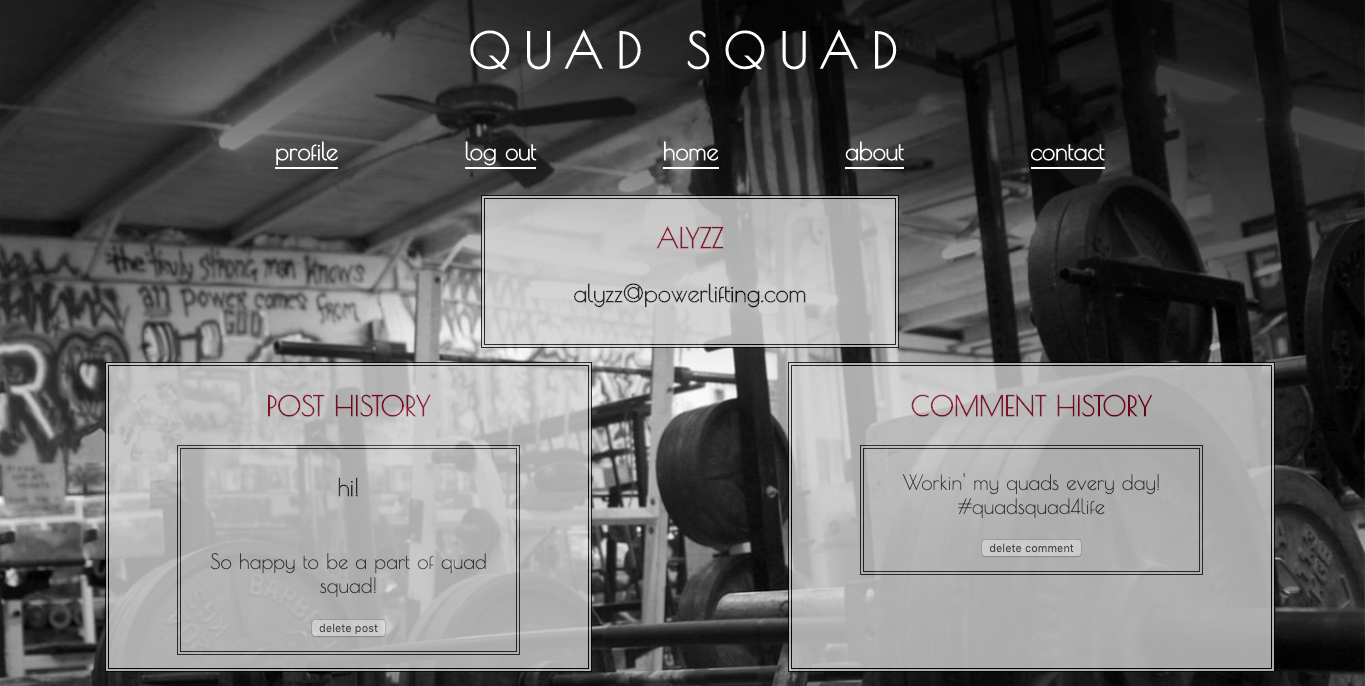 QUAD SQUAD
profile
log out
home
about
contact
the truly strong man knows
all power comes from
GOD
ALYZZ
alyzz@powerlifting.com
POST HISTORY
hi!
So happy to be a part of quad
squad!
delete post
COMMENT HISTORY
Workin' my quads every day!
#quadsquad4life
delete comment